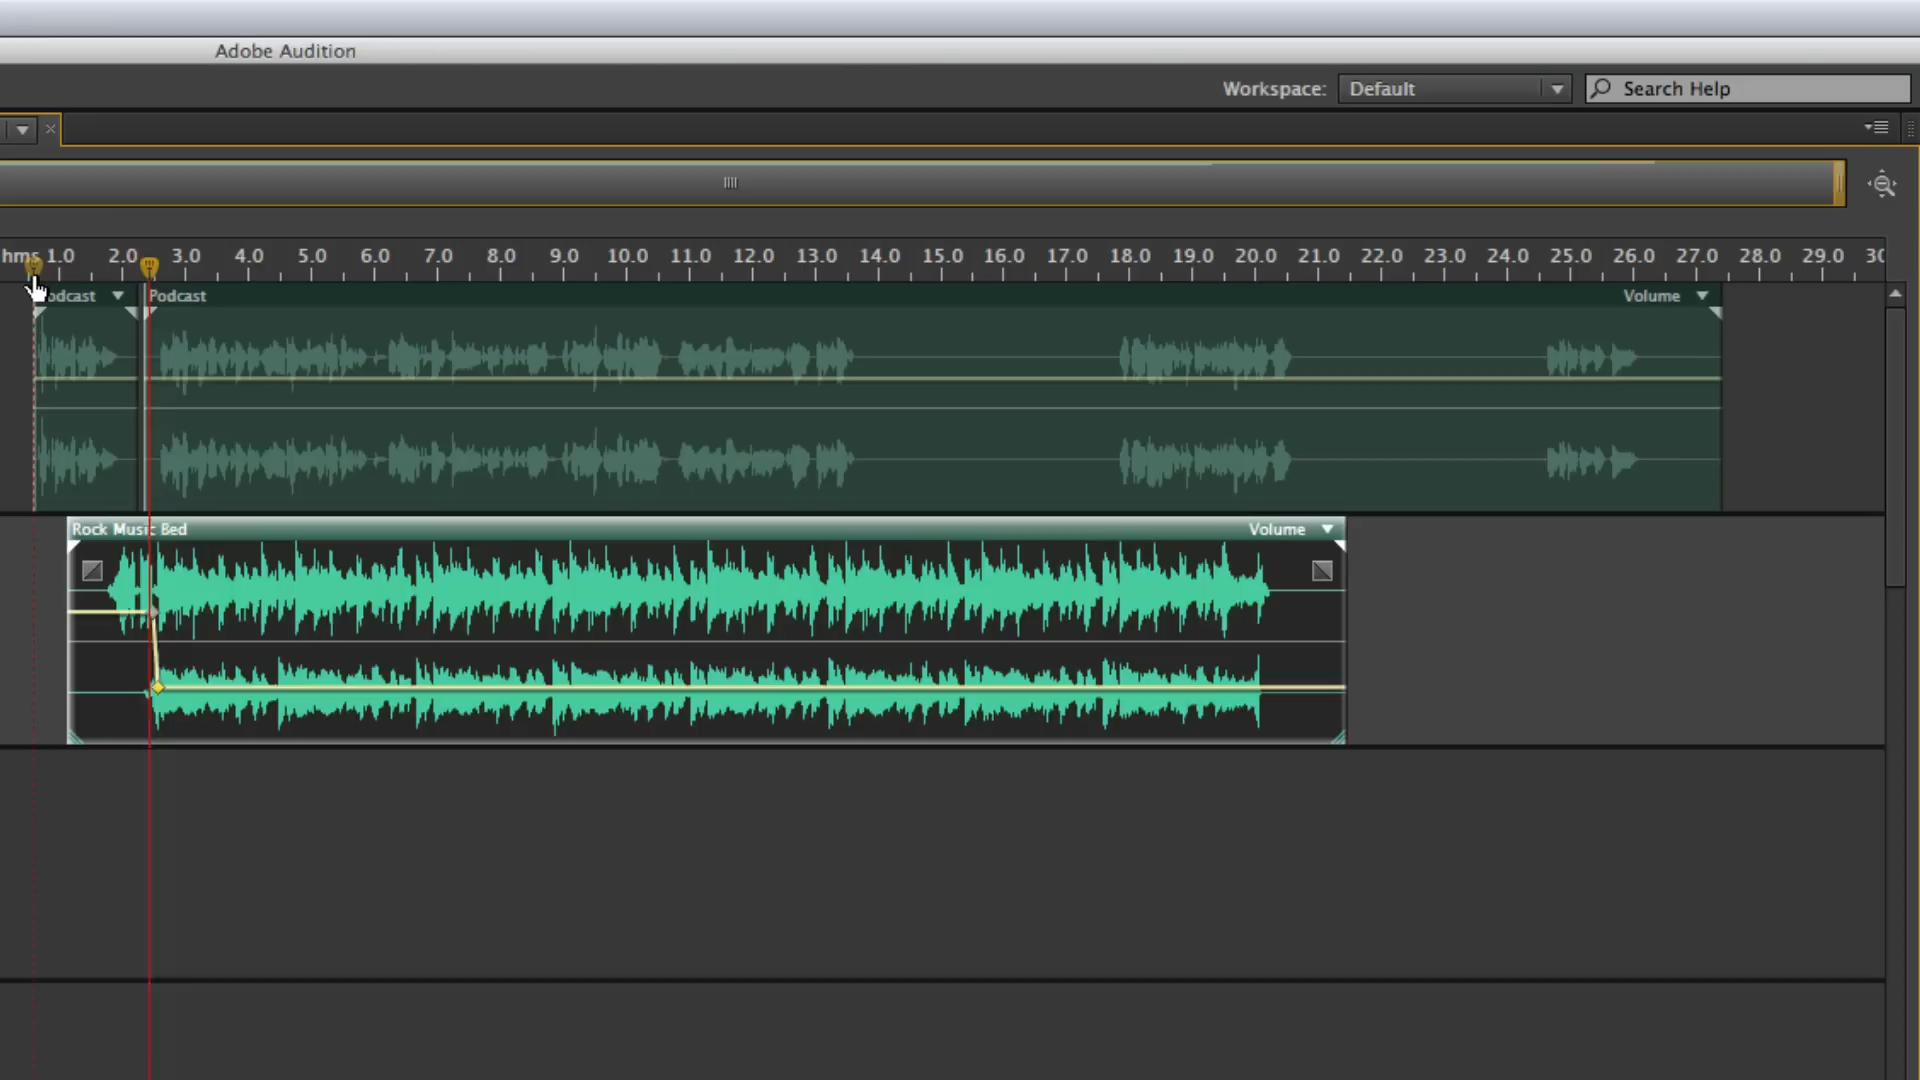 Adobe Audition
Workspace: Default Search Help
hms 1.0 2.0 3.0 4.0 5.0 6.0 7.0 8.0 9.0 10.0 11.0 12.0 13.0 14.0 15.0 16.0 17.0 18.0 19.0 20.0 21.0 22.0 23.0 24.0 25.0 26.0 27.0 28.0 29.0 30
odcast Podcast Volume
Rock Music Bed Volume